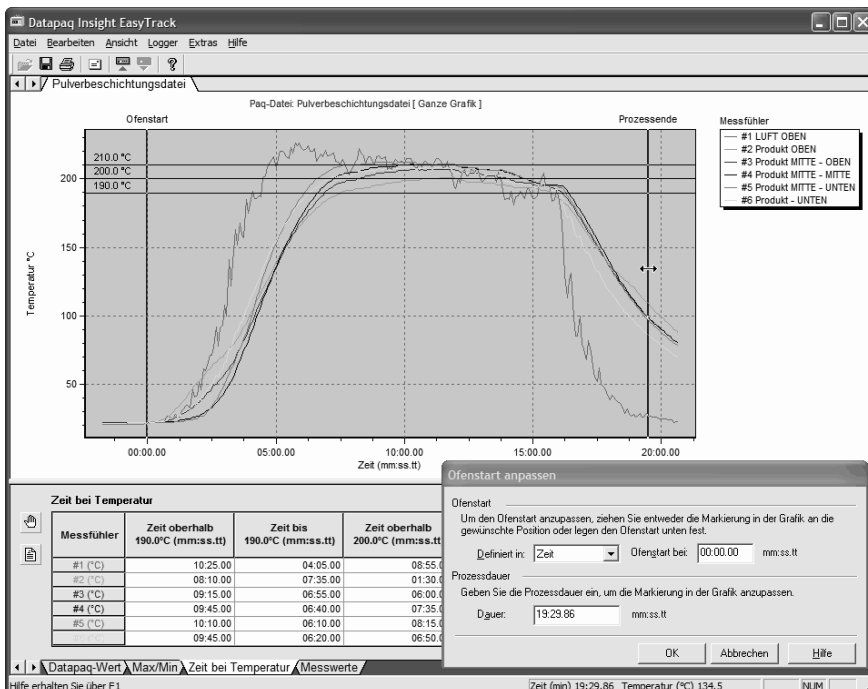 Datapaq Insight EasyTrack
Datei Bearbeiten Ansicht Logger Extras Hilfe
Pulverbeschichtungsdatei
Paq-Datei: Pulverbeschichtungsdatei [ Ganze Grafik ]
Ofenstart Prozessende
Messfühler
#1 LUFT OBEN
#2 Produkt OBEN
#3 Produkt MITTE - OBEN
#4 Produkt MITTE - MITTE
#5 Produkt MITTE - UNTEN
#6 Produkt - UNTEN
210.0 °C
200.0 °C
190.0 °C
200
150
100
50
Temperatur °C
00:00.00 05:00.00 10:00.00 15:00.00 20:00.00
Zeit (mm:ss.tt)
Zeit bei Temperatur
Messfühler Zeit oberhalb 190.0°C (mm:ss.tt) Zeit bis 190.0°C (mm:ss.tt) Zeit oberhalb 200.0°C (mm:ss.tt
#1 (°C) 10:25.00 04:05.00 08:55.0
#2 (°C) 08:10.00 07:35.00 01:30.0
#3 (°C) 09:15.00 06:55.00 06:00.0
#4 (°C) 09:45.00 06:40.00 07:35.0
#5 (°C) 10:10.00 06:10.00 08:15.0
09:45.00 06:20.00 06:50.0
Datapaq-Wert Max/Min Zeit bei Temperatur Messwerte
Ofenstart anpassen
Ofenstart
Um den Ofenstart anzupassen, ziehen Sie entweder die Markierung in der Grafik an die
gewünschte Position oder legen den Ofenstart unten fest.
Definiert in: Zeit Ofenstart bei: 00:00.00 mm:ss.tt
Prozessdauer
Geben Sie die Prozessdauer ein, um die Markierung in der Grafik anzupassen.
Dauer: 19:29.86 mm:ss.tt
OK Abbrechen Hilfe
Hilfe erhalten Sie über F1 Zeit (min) 19:29.86 Temperatur (°C) 134.5 NUM